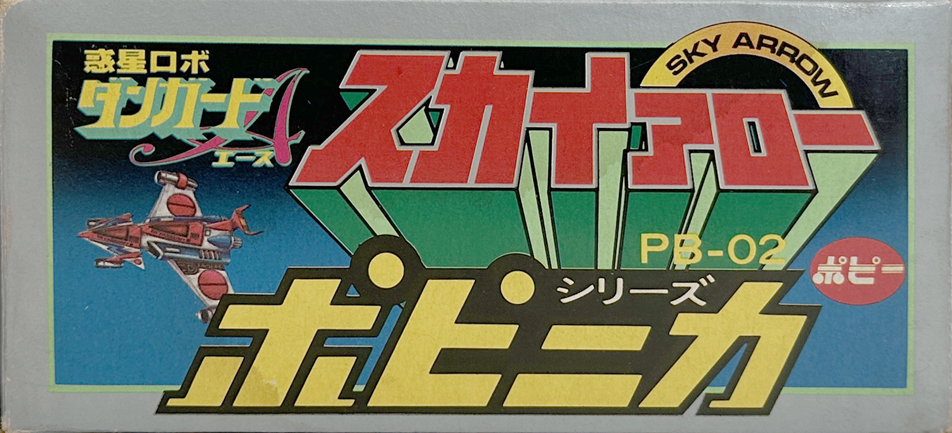 惑星ロボ
ダンガードA
エース
スカイアロー
SKY ARROW
PB-02
ポピー
ポピニカ
シリーズ